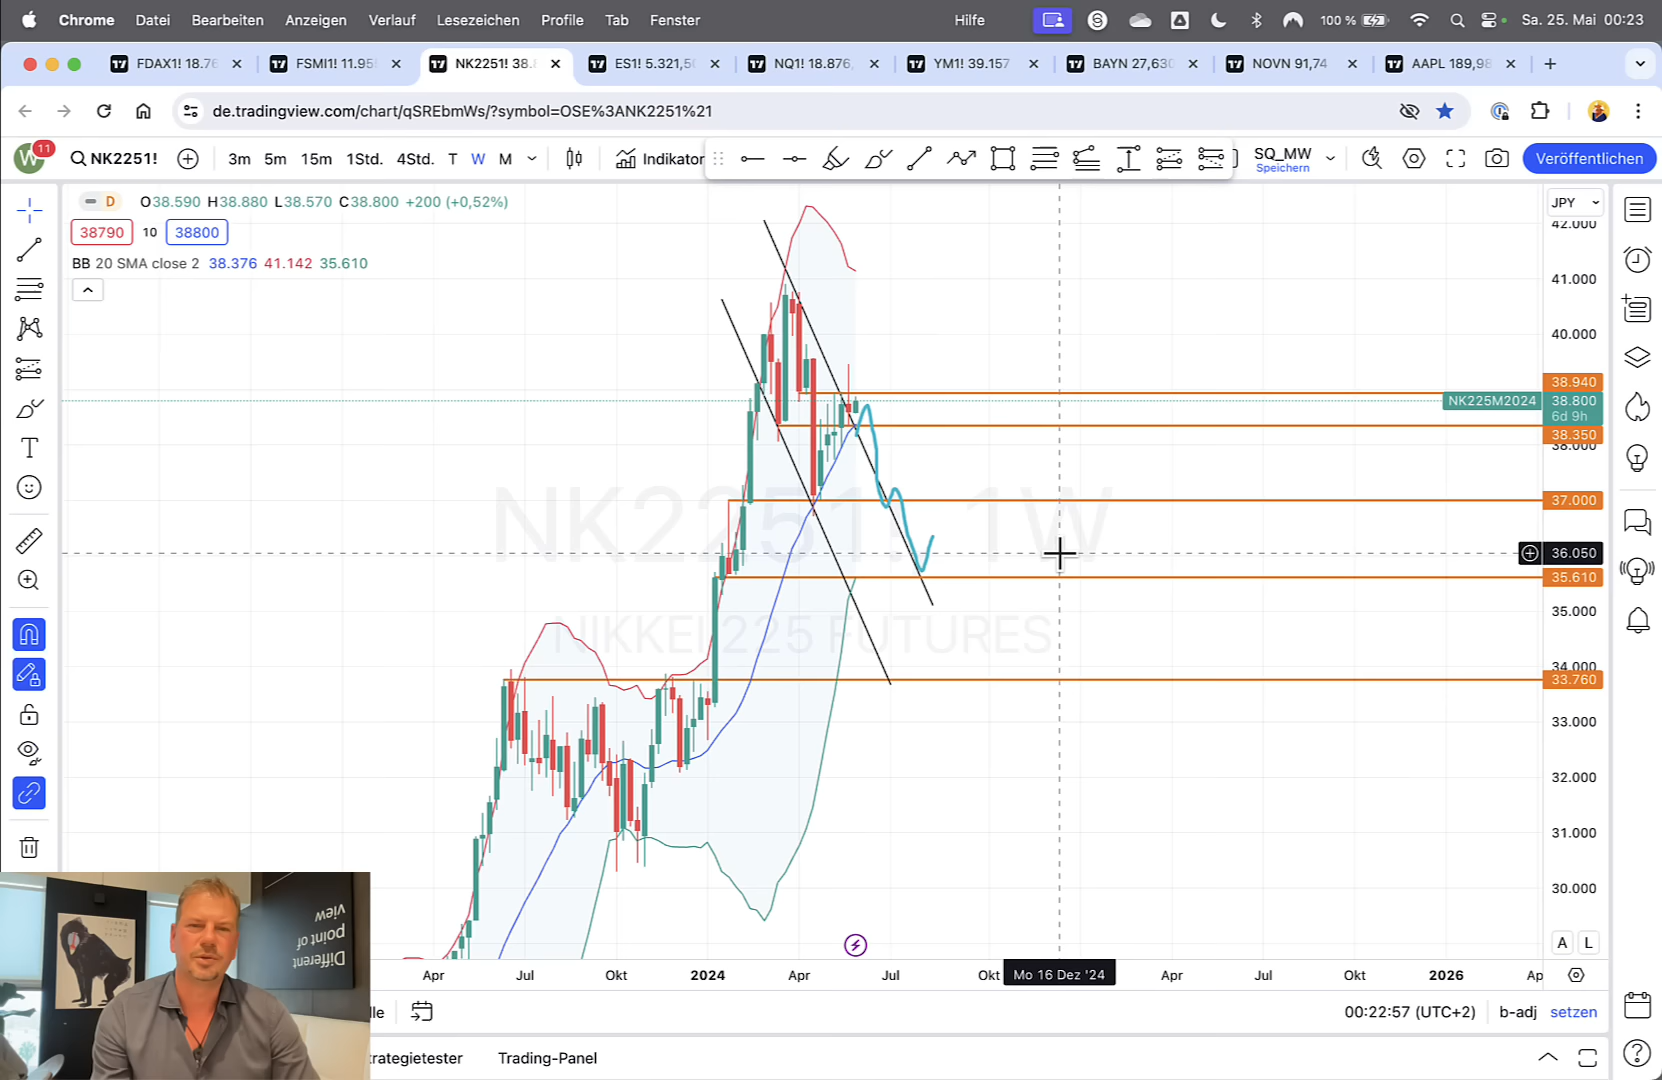 Chrome Datei Bearbeiten Anzeigen Verlauf Lesezeichen Profile Tab Fenster Hilfe 100 % Sa. 25. Mai 00:23
FDAX1! 18.76 FSMI1! 11.95 NK2251! 38. ES1! 5.321,5 NQ1! 18.876, YM1! 39.157 BAYN 27,630 NOVN 91,74 AAPL 189,98
de.tradingview.com/chart/qSREbmWs/?symbol=OSE%3ANK2251%21
W 11 NK2251! 3m 5m 15m 1Std. 4Std. T W M Indikator SQ_MW Speichern Veröffentlichen
D O38.590 H38.880 L38.570 C38.800 +200 (+0,52%)
JPY
38790 10 38800
BB 20 SMA close 2 38.376 41.142 35.610
42.000
41.000
40.000
38.940
NK225M2024 38.800
6d 9h
38.350
38.000
37.000
36.050
35.610
35.000
34.000
33.760
33.000
32.000
31.000
30.000
NK2251! 1W
NIKKEI 225 FUTURES
A L
Different
point of
view
Apr Jul Okt 2024 Apr Jul Okt Mo 16 Dez '24 Apr Jul Okt 2026 Ap
lle 00:22:57 (UTC+2) b-adj setzen
trategietester Trading-Panel